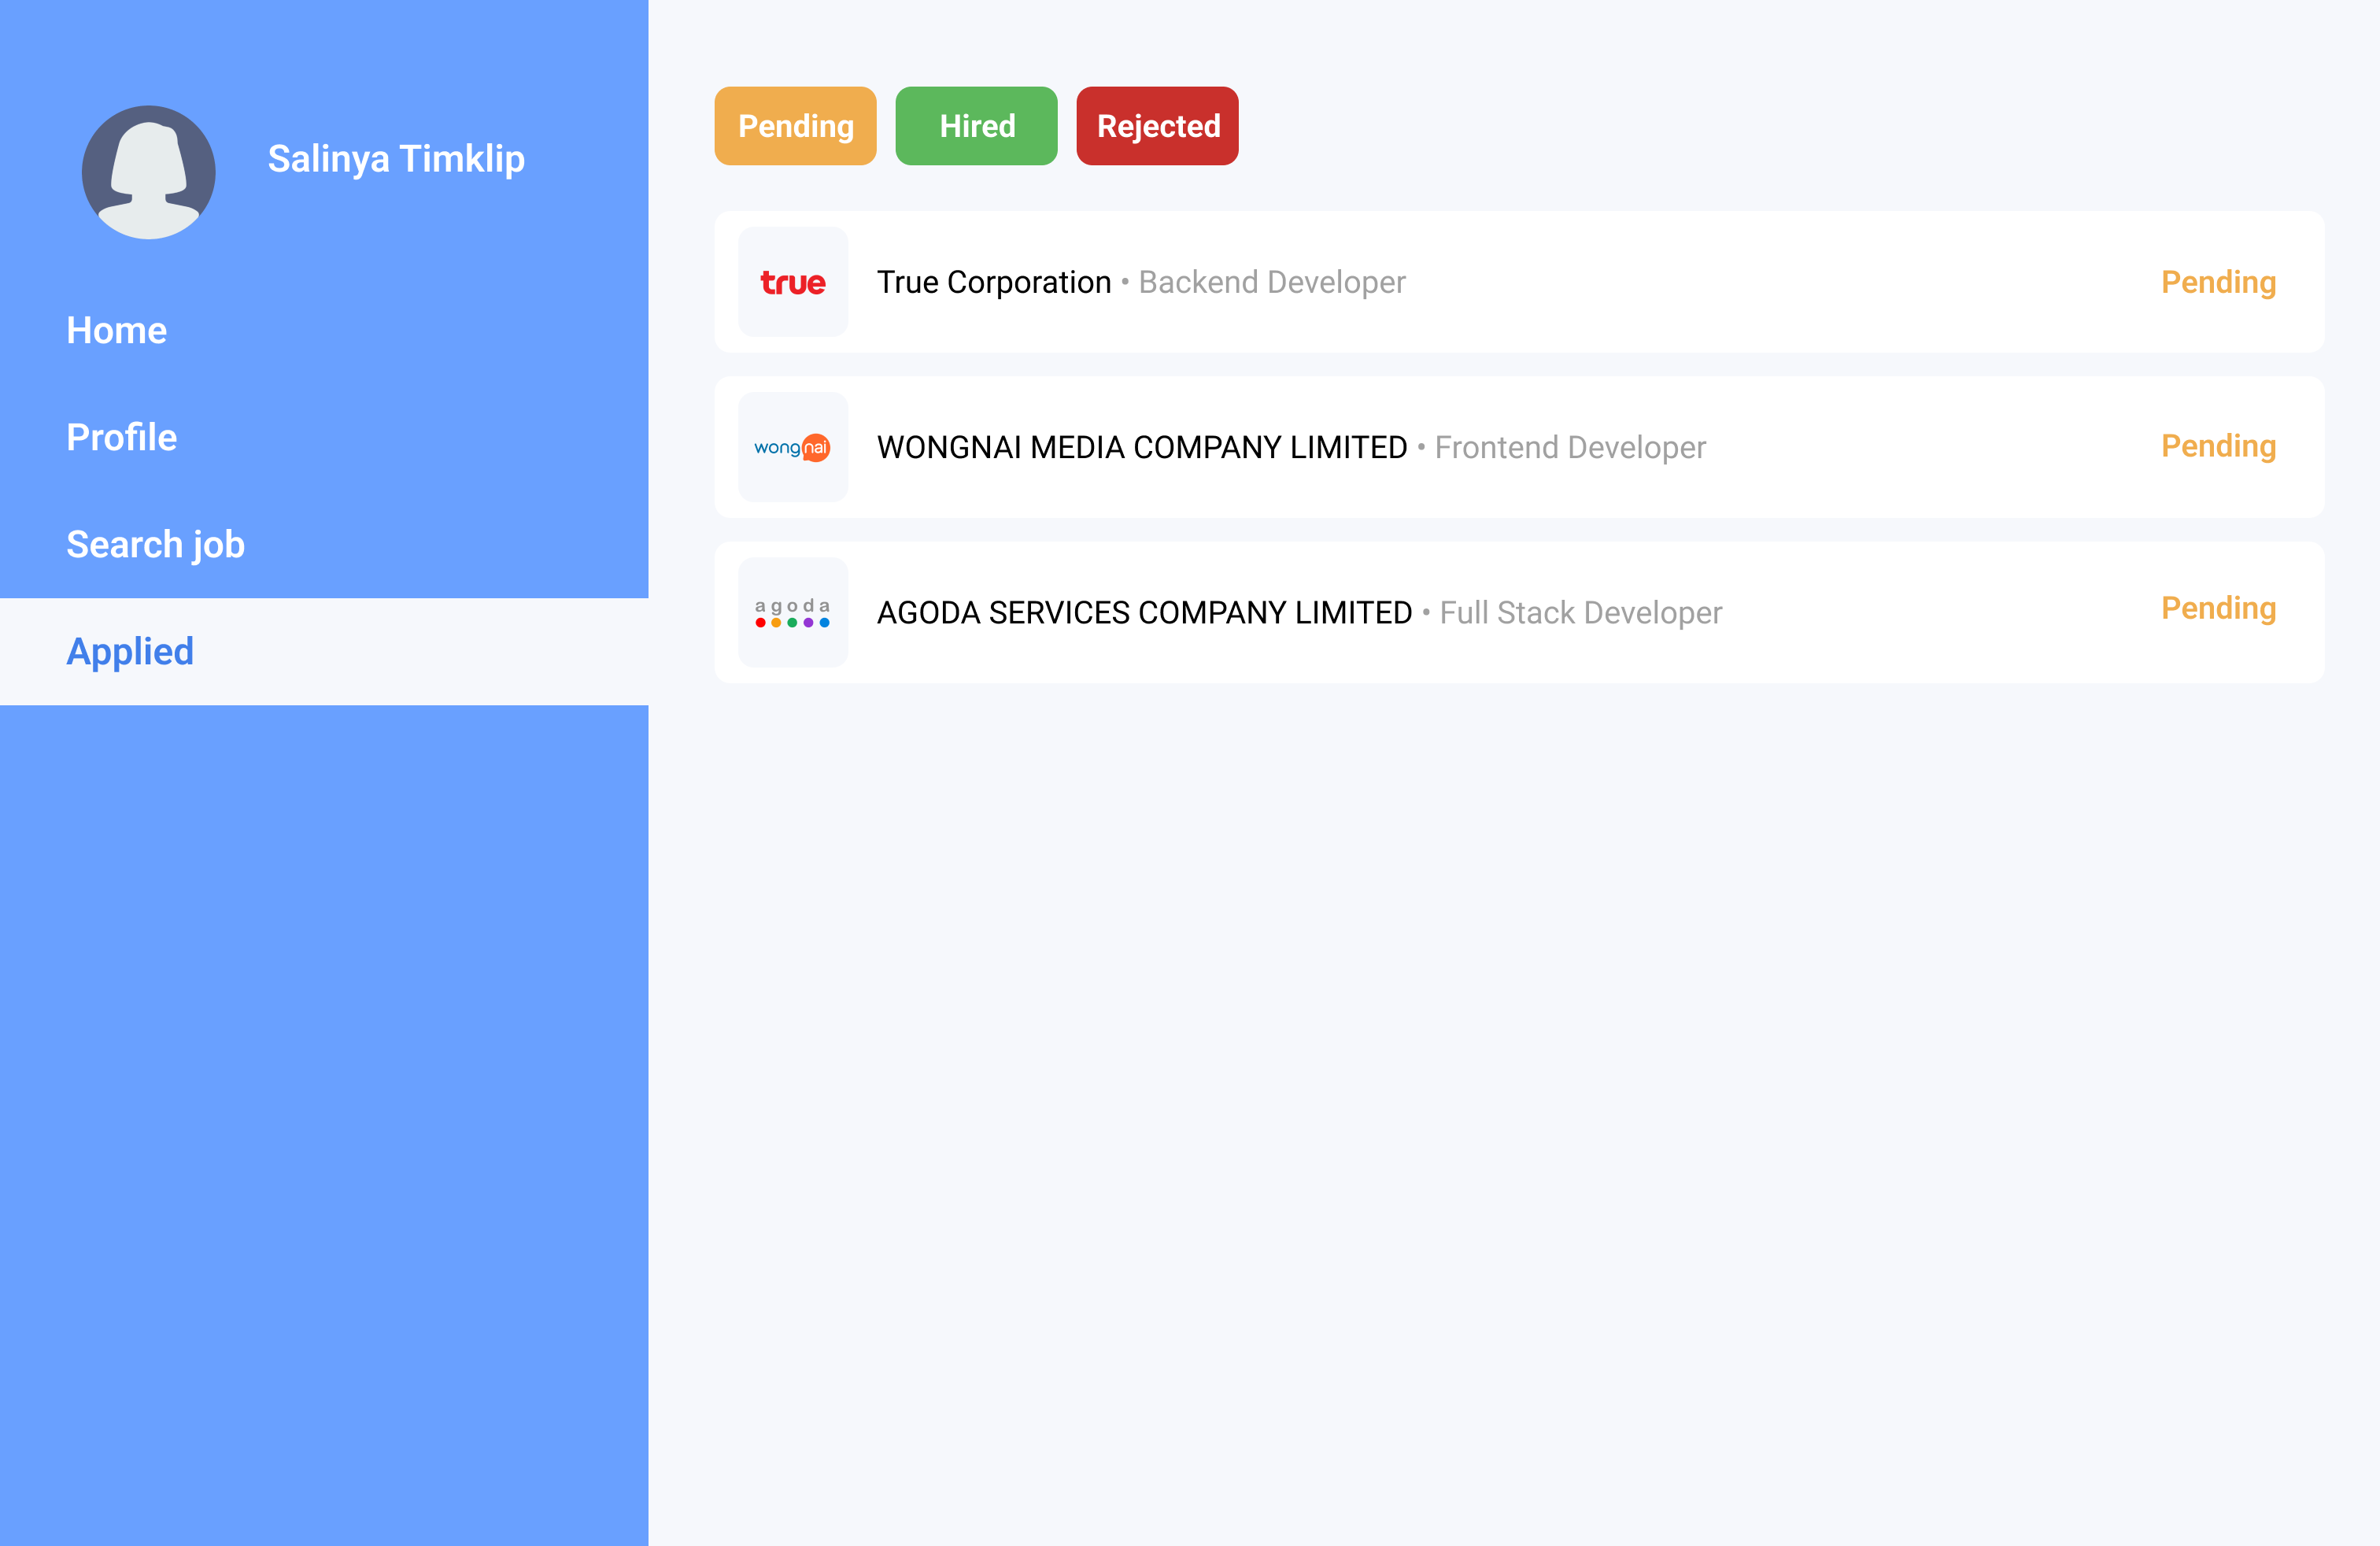 Salinya Timklip
Home
Profile
Search job
Applied
Pending
Hired
Rejected
true
True Corporation • Backend Developer
Pending
wongnai
WONGNAI MEDIA COMPANY LIMITED • Frontend Developer
Pending
agoda
AGODA SERVICES COMPANY LIMITED • Full Stack Developer
Pending